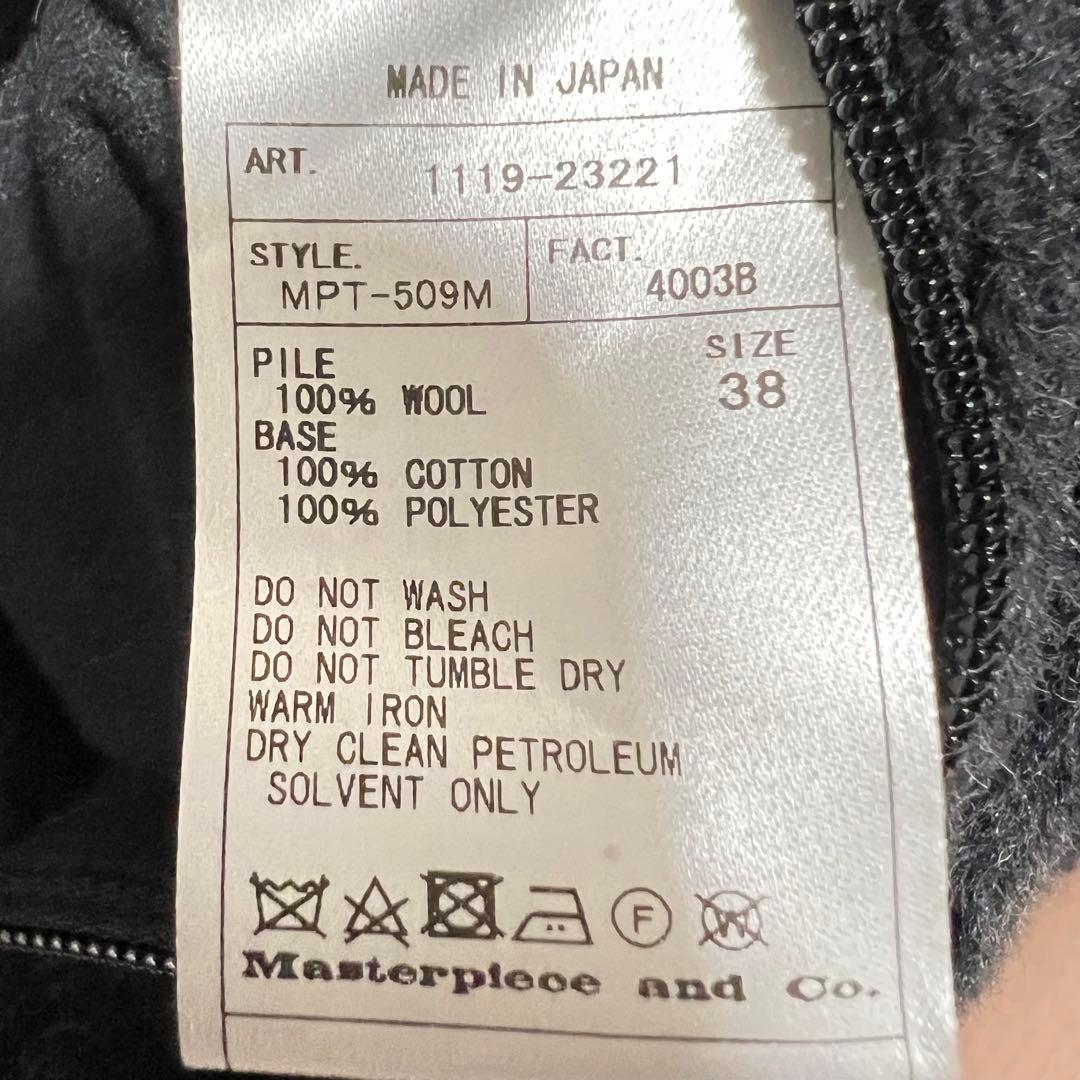 MADE IN JAPAN
ART. 1119-23221
STYLE. FACT.
MPT-509M 4003B
PILE SIZE
100% WOOL 38
BASE
100% COTTON
100% POLYESTER
DO NOT WASH
DO NOT BLEACH
DO NOT TUMBLE DRY
WARM IRON
DRY CLEAN PETROLEUM
SOLVENT ONLY
F W
Masterpiece and Co.